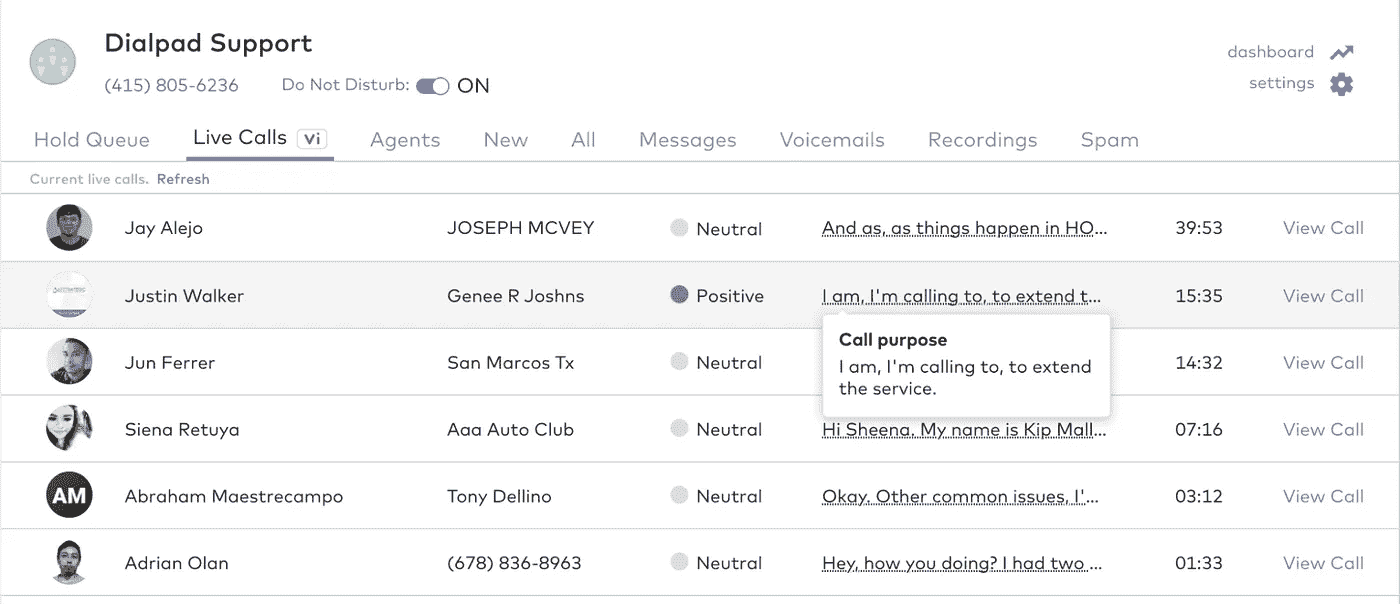 Dialpad Support
dashboard
(415) 805-6236 Do Not Disturb: ON
settings
Hold Queue Live Calls Vi Agents New All Messages Voicemails Recordings Spam
Current live calls. Refresh
Jay Alejo JOSEPH MCVEY Neutral And as, as things happen in HO... 39:53 View Call
Justin Walker Genee R Joshns Positive I am, I'm calling to, to extend t... 15:35 View Call
Call purpose
I am, I'm calling to, to extend
the service.
Jun Ferrer San Marcos Tx Neutral 14:32 View Call
Siena Retuya Aaa Auto Club Neutral Hi Sheena, My name is Kip Mall... 07:16 View Call
AM Abraham Maestrecampo Tony Dellino Neutral Okay. Other common issues, I'... 03:12 View Call
Adrian Olan (678) 836-8963 Neutral Hey, how you doing? I had two ... 01:33 View Call